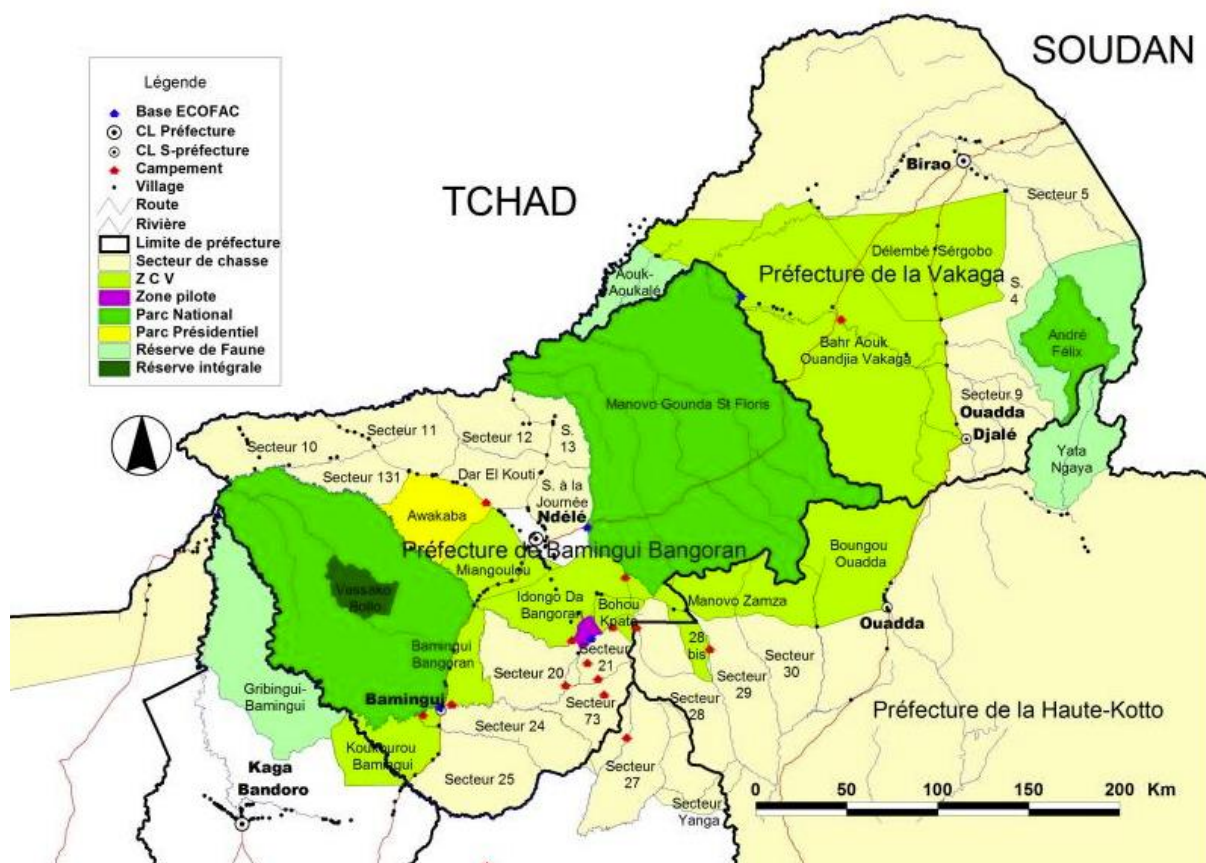 SOUDAN
TCHAD
Légende
Base ECOFAC
CL Préfecture
CL S-préfecture
Campement
Village
Route
Rivière
Limite de préfecture
Secteur de chasse
Z C V
Zone pilote
Parc National
Parc Présidentiel
Réserve de Faune
Réserve intégrale
Birao
Secteur 5
Délembé Sérgobo
Préfecture de la Vakaga
Aouk-
Aoukalé
S.
4
Bahr Aouk
Ouandjia Vakaga
André
Félix
Manovo Gounda St Floris
Secteur 9
Ouadda
Djalé
Yata
Ngaya
Secteur 10
Secteur 11
Secteur 12
S.
13
Secteur 131
Dar El Kouti
S. à la
Journée
Awakaba
Ndélé
Préfecture de Bamingui Bangoran
Miangoulou
Boungou
Ouadda
Vassako
Bollo
Idongo Da
Bangoran
Bohou
Kpata
Manovo Zamza
Ouadda
Bamingui
Bangoran
28
bis
Secteur
21
Secteur 20
Secteur
29
Secteur
30
Gribingui-
Bamingui
Bamingui
Secteur
73
Secteur
28
Secteur 24
Préfecture de la Haute-Kotto
Koukourou
Bamingui
Secteur 25
Secteur
27
Kaga
Bandoro
Secteur
Yanga
0 50 100 150 200 Km